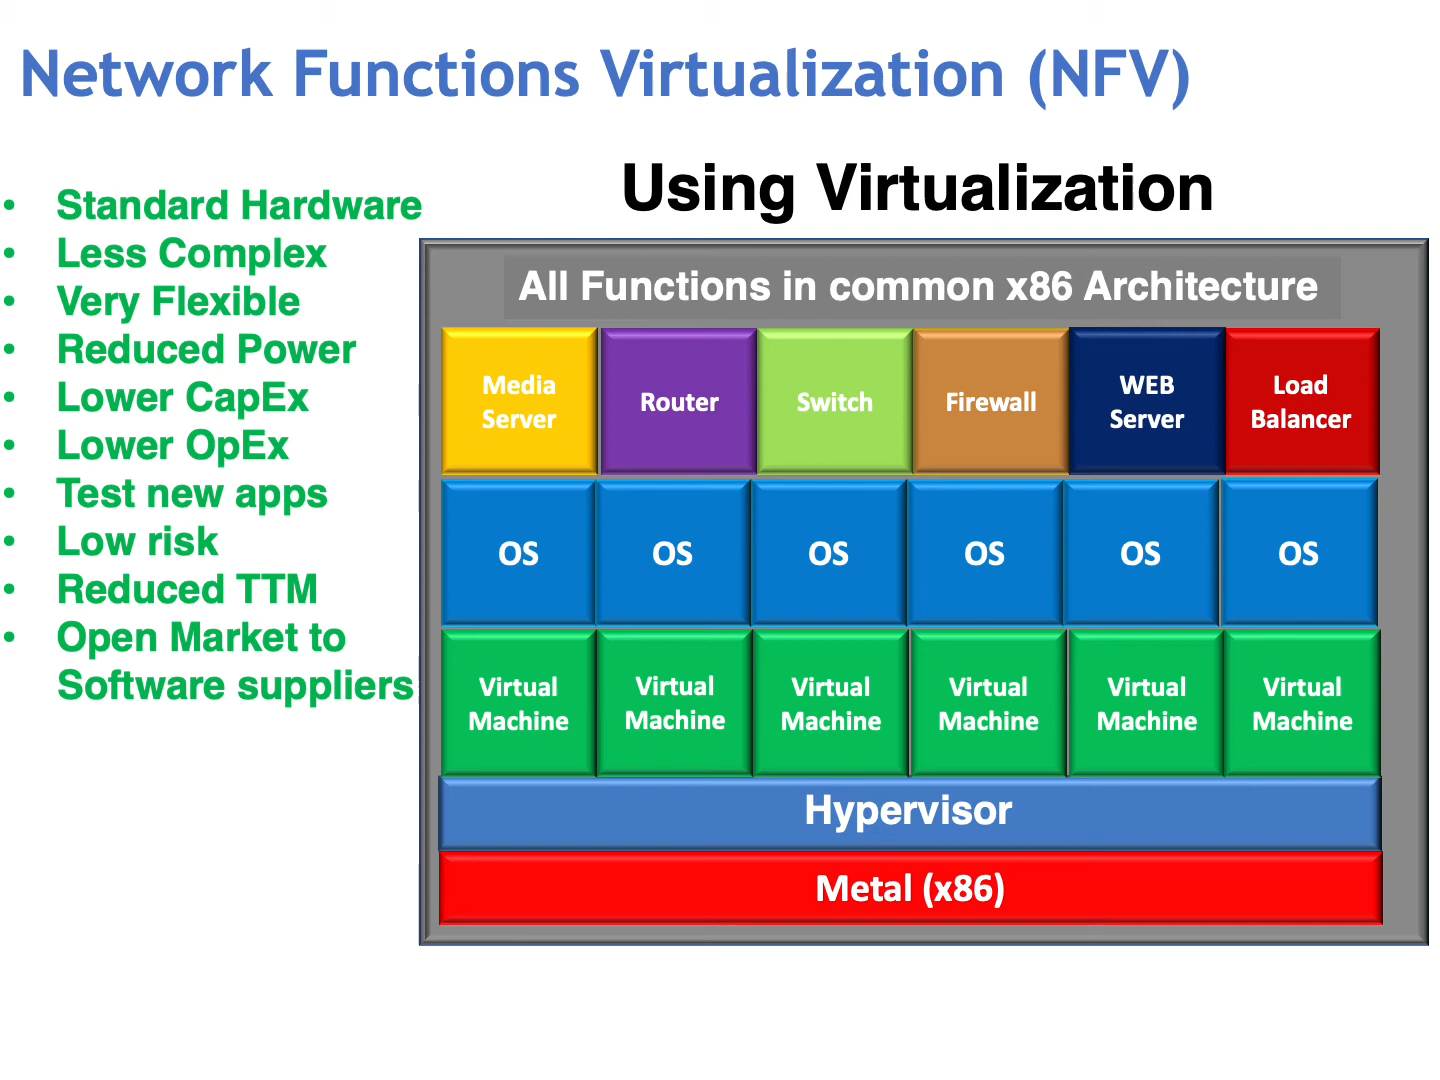 Network Functions Virtualization (NFV)
Using Virtualization
• Standard Hardware
• Less Complex
• Very Flexible
• Reduced Power
• Lower CapEx
• Lower OpEx
• Test new apps
• Low risk
• Reduced TTM
• Open Market to
Software suppliers
All Functions in common x86 Architecture
Media
Server
Router
Switch
Firewall
WEB
Server
Load
Balancer
OS
OS
OS
OS
OS
OS
Virtual
Machine
Virtual
Machine
Virtual
Machine
Virtual
Machine
Virtual
Machine
Virtual
Machine
Hypervisor
Metal (x86)